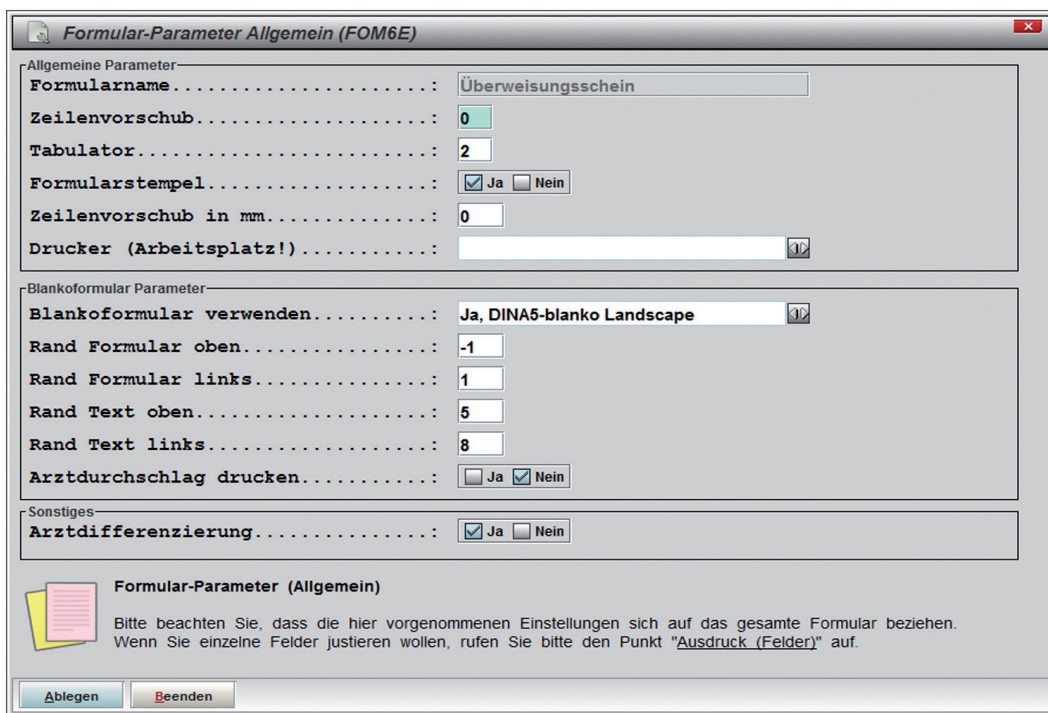 Formular-Parameter Allgemein (FOM6E)
Allgemeine Parameter
Formularname......................: Überweisungsschein
Zeilenvorschub....................: 0
Tabulator.........................: 2
Formularstempel...................: Ja Nein
Zeilenvorschub in mm..............: 0
Drucker (Arbeitsplatz!)...........:
Blankoformular Parameter
Blankoformular verwenden..........: Ja, DINA5-blanko Landscape
Rand Formular oben................: -1
Rand Formular links...............: 1
Rand Text oben....................: 5
Rand Text links...................: 8
Arztdurchschlag drucken...........: Ja Nein
Sonstiges
Arztdifferenzierung...............: Ja Nein
Formular-Parameter (Allgemein)
Bitte beachten Sie, dass die hier vorgenommenen Einstellungen sich auf das gesamte Formular beziehen.
Wenn Sie einzelne Felder justieren wollen, rufen Sie bitte den Punkt "Ausdruck (Felder)" auf.
Ablegen Beenden